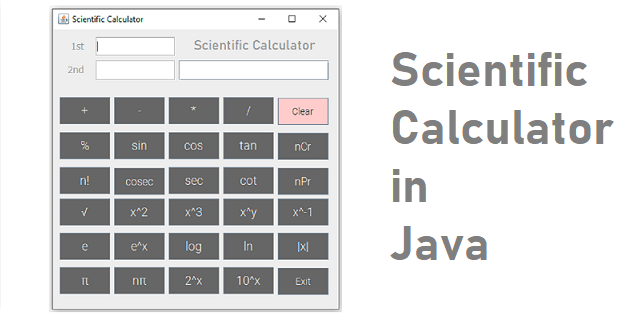 Scientific Calculator
1st Scientific Calculator
2nd
+ - * / Clear
% sin cos tan nCr
n! cosec sec cot nPr
√ x^2 x^3 x^y x^-1
e e^x log ln |x|
π nπ 2^x 10^x Exit
Scientific
Calculator
in
Java